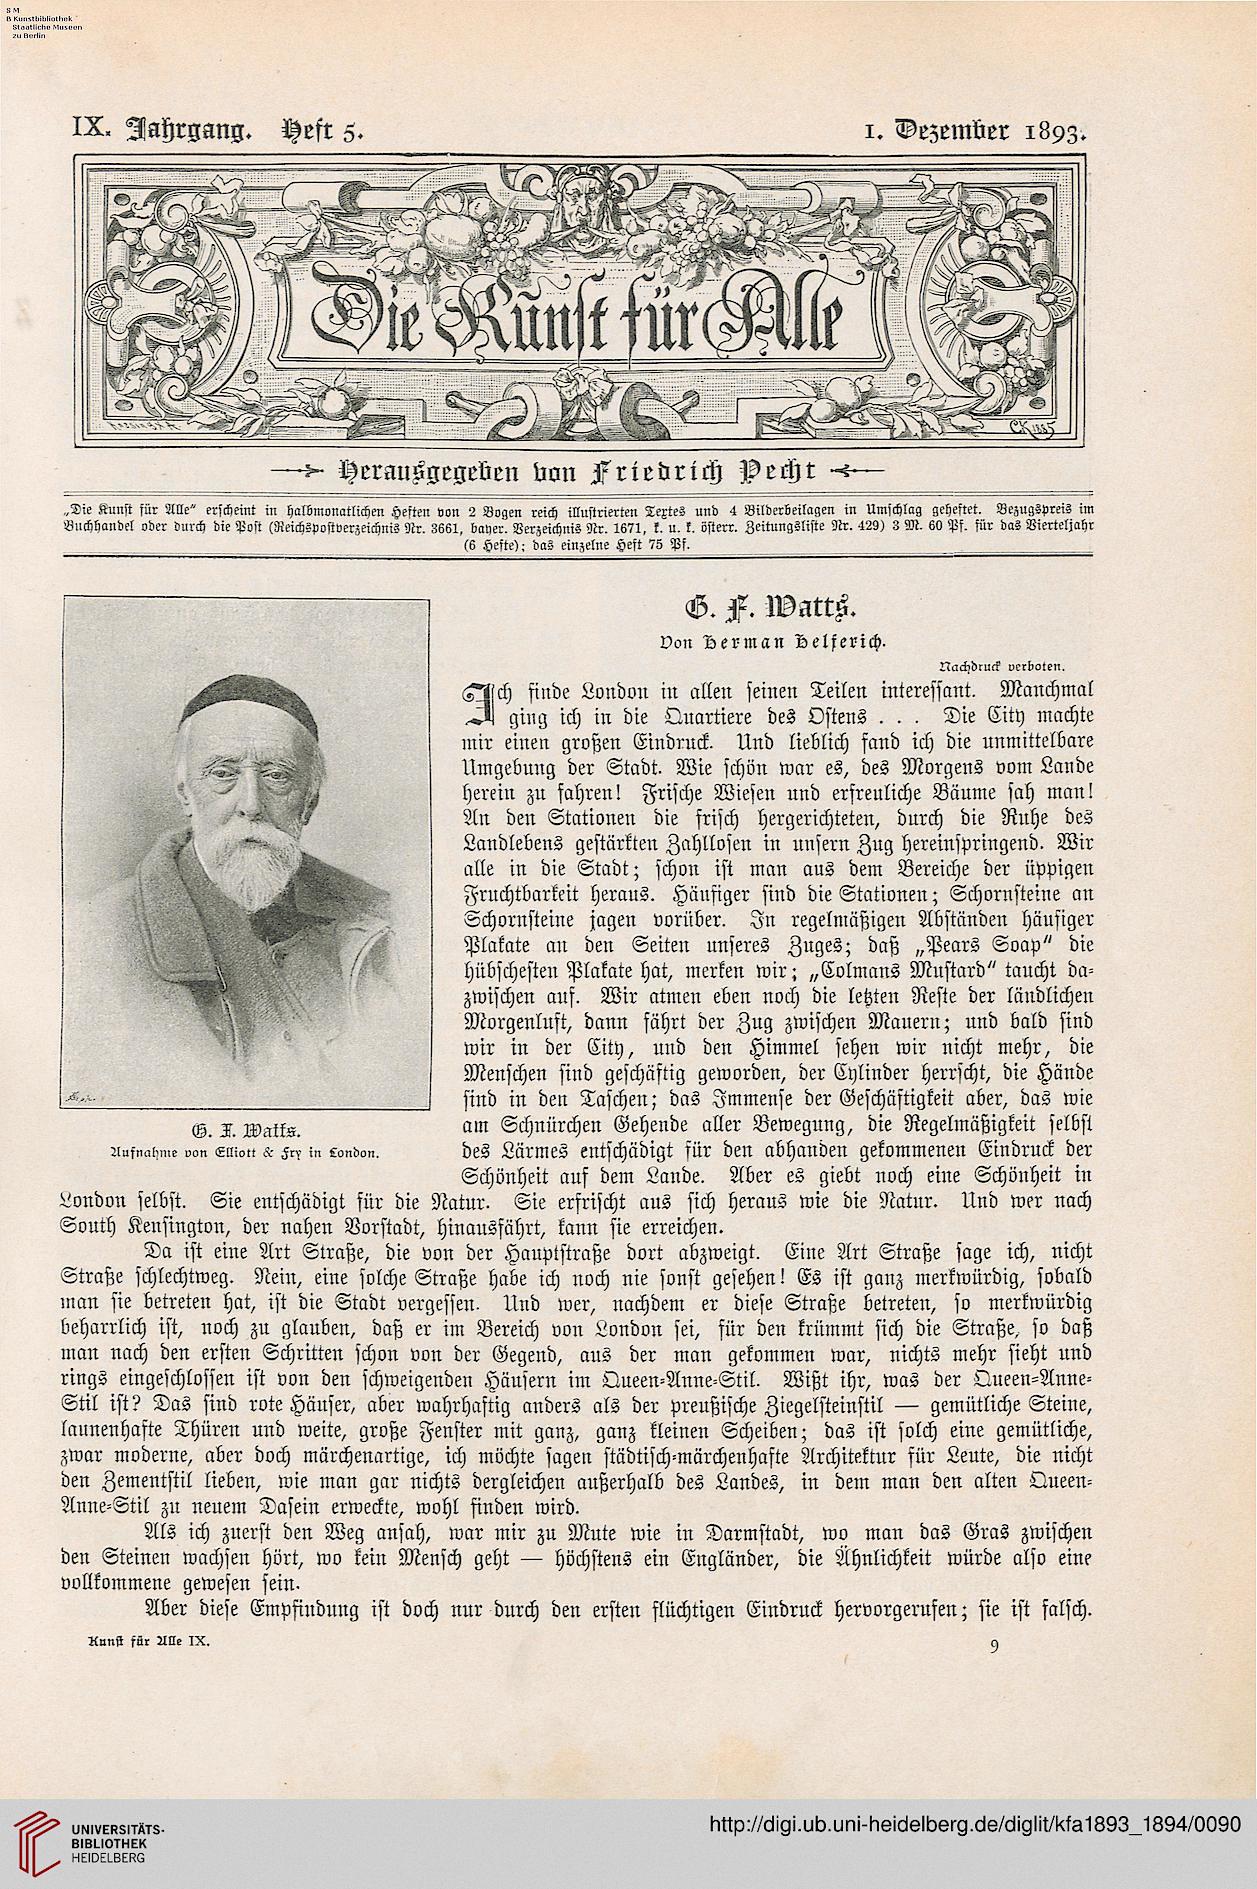 S M
B Kunstbibliothek
Staatliche Museen
zu Berlin
IX. Jahrgang. Heft 5.
1. Dezember 1893.
Die Kunst für Alle
CK 1885
Herausgegeben von Friedrich Pecht
„Die Kunst für Alle“ erscheint in halbmonatlichen Heften von 2 Bogen reich illustrierten Textes und 4 Bilderbeilagen in Umschlag geheftet. Bezugspreis im
Buchhandel oder durch die Post (Reichspostverzeichnis Nr. 3661, bayer. Verzeichnis Nr. 1671, k. u. k. österr. Zeitungsliste Nr. 429) 3 M. 60 Pf. für das Vierteljahr
(6 Hefte); das einzelne Heft 75 Pf.
G. F. Watts.
Aufnahme von Elliott & Fry in London.
G. F. Watts.
Von Herman Helferich.
Nachdruck verboten.
Ich finde London in allen seinen Teilen interessant. Manchmal
ging ich in die Quartiere des Ostens . . . Die City machte
mir einen großen Eindruck. Und lieblich fand ich die unmittelbare
Umgebung der Stadt. Wie schön war es, des Morgens vom Lande
herein zu fahren! Frische Wiesen und erfreuliche Bäume sah man!
An den Stationen die frisch hergerichteten, durch die Ruhe des
Landlebens gestärkten Zahllosen in unsern Zug hereinspringend. Wir
alle in die Stadt; schon ist man aus dem Bereiche der üppigen
Fruchtbarkeit heraus. Häufiger sind die Stationen; Schornsteine an
Schornsteine jagen vorüber. In regelmäßigen Abständen häufiger
Plakate an den Seiten unseres Zuges; daß „Pears Soap“ die
hübschesten Plakate hat, merken wir; „Colmans Mustard“ taucht da-
zwischen auf. Wir atmen eben noch die letzten Reste der ländlichen
Morgenluft, dann fährt der Zug zwischen Mauern; und bald sind
wir in der City, und den Himmel sehen wir nicht mehr, die
Menschen sind geschäftig geworden, der Cylinder herrscht, die Hände
sind in den Taschen; das Immense der Geschäftigkeit aber, das wie
am Schnürchen Gehende aller Bewegung, die Regelmäßigkeit selbst
des Lärmes entschädigt für den abhanden gekommenen Eindruck der
Schönheit auf dem Lande. Aber es giebt noch eine Schönheit in
London selbst. Sie entschädigt für die Natur. Sie erfrischt aus sich heraus wie die Natur. Und wer nach
South Kensington, der nahen Vorstadt, hinausfährt, kann sie erreichen.
Da ist eine Art Straße, die von der Hauptstraße dort abzweigt. Eine Art Straße sage ich, nicht
Straße schlechtweg. Nein, eine solche Straße habe ich noch nie sonst gesehen! Es ist ganz merkwürdig, sobald
man sie betreten hat, ist die Stadt vergessen. Und wer, nachdem er diese Straße betreten, so merkwürdig
beharrlich ist, noch zu glauben, daß er im Bereich von London sei, für den krümmt sich die Straße, so daß
man nach den ersten Schritten schon von der Gegend, aus der man gekommen war, nichts mehr sieht und
rings eingeschlossen ist von den schweigenden Häusern im Queen-Anne-Stil. Wißt ihr, was der Queen-Anne-
Stil ist? Das sind rote Häuser, aber wahrhaftig anders als der preußische Ziegelsteinstil — gemütliche Steine,
launenhafte Thüren und weite, große Fenster mit ganz, ganz kleinen Scheiben; das ist solch eine gemütliche,
zwar moderne, aber doch märchenartige, ich möchte sagen städtisch-märchenhafte Architektur für Leute, die nicht
den Zementstil lieben, wie man gar nichts dergleichen außerhalb des Landes, in dem man den alten Queen-
Anne-Stil zu neuem Dasein erweckte, wohl finden wird.
Als ich zuerst den Weg ansah, war mir zu Mute wie in Darmstadt, wo man das Gras zwischen
den Steinen wachsen hört, wo kein Mensch geht — höchstens ein Engländer, die Ähnlichkeit würde also eine
vollkommene gewesen sein.
Aber diese Empfindung ist doch nur durch den ersten flüchtigen Eindruck hervorgerufen; sie ist falsch.
Kunst für Alle IX.
9
UNIVERSITÄTS-
BIBLIOTHEK
HEIDELBERG
http://digi.ub.uni-heidelberg.de/diglit/kfa1893_1894/0090